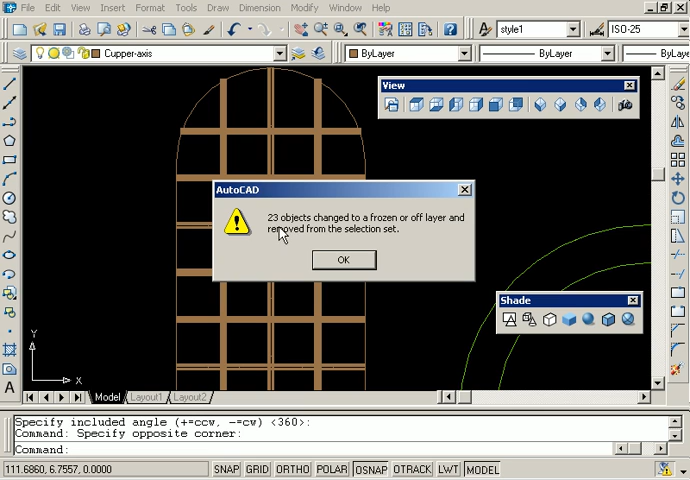 File Edit View Insert Format Tools Draw Dimension Modify Window Help
style1 ISO-25
Cupper-axis ByLayer ByLayer ByLayer
View
AutoCAD
23 objects changed to a frozen or off layer and
removed from the selection set.
OK
Shade
Y
X
A
Model Layout1 Layout2
Specify included angle (+=ccw, -=cw) <360>:
Command: Specify opposite corner:
Command:
111.6860, 6.7557, 0.0000 SNAP GRID ORTHO POLAR OSNAP OTRACK LWT MODEL